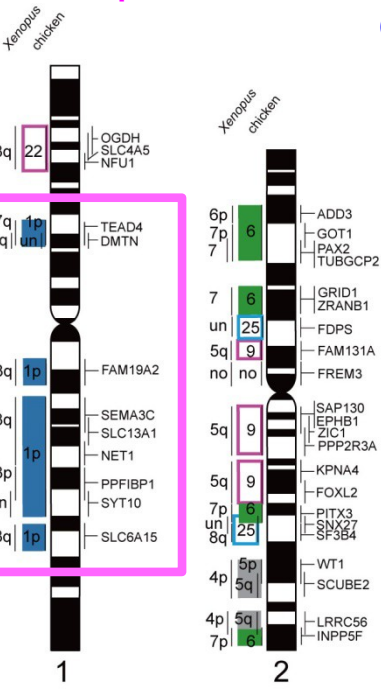 Xenopus
chicken
22
OGDH
SLC4A5
NFU1
1p
un
TEAD4
DMTN
1p
FAM19A2
1p
SEMA3C
SLC13A1
NET1
PPFIBP1
SYT10
1p
SLC6A15
1
Xenopus
chicken
6p
7p
7
6
ADD3
GOT1
PAX2
TUBGCP2
7
6
GRID1
ZRANB1
un
25
FDPS
5q
9
FAM131A
no
no
FREM3
5q
9
SAP130
EPHB1
ZIC1
PPP2R3A
5q
9
KPNA4
FOXL2
7p
6
PITX3
un
8q
25
SNX27
SF3B4
4p
5p
5q
WT1
SCUBE2
4p
5q
LRRC56
7p
6
INPP5F
2